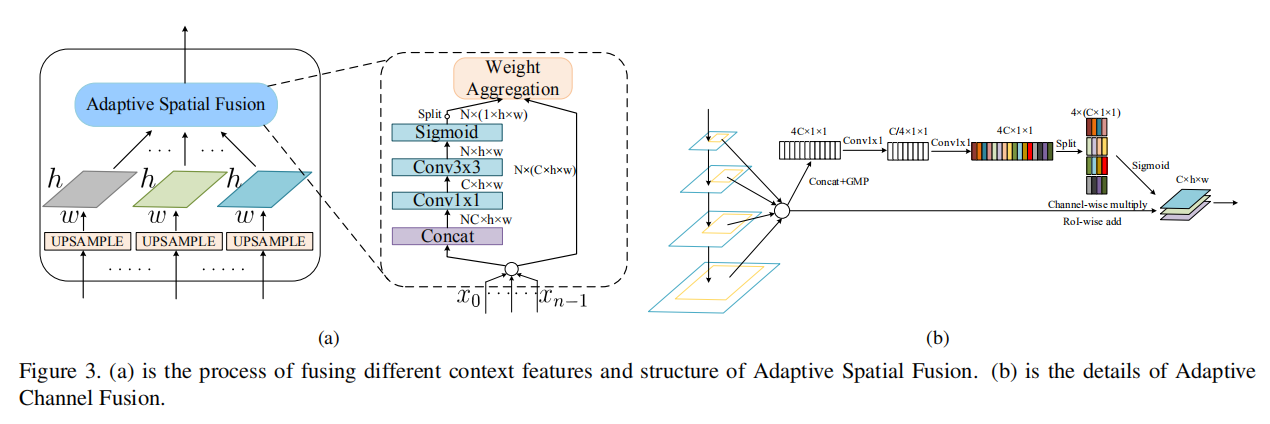 Adaptive Spatial Fusion
h h h
w w w
UPSAMPLE UPSAMPLE UPSAMPLE
Weight
Aggregation
Split N×(1×h×w)
Sigmoid
N×h×w
Conv3x3
N×(C×h×w)
C×h×w
Conv1x1
NC×h×w
Concat
x0 ······ xn−1
(a)
4C×1×1
Conv1x1
C/4×1×1
Conv1x1
4C×1×1
Split
4×(C×1×1)
Sigmoid
C×h×w
Concat+GMP
Channel-wise multiply
RoI-wise add
(b)
Figure 3. (a) is the process of fusing different context features and structure of Adaptive Spatial Fusion. (b) is the details of Adaptive
Channel Fusion.